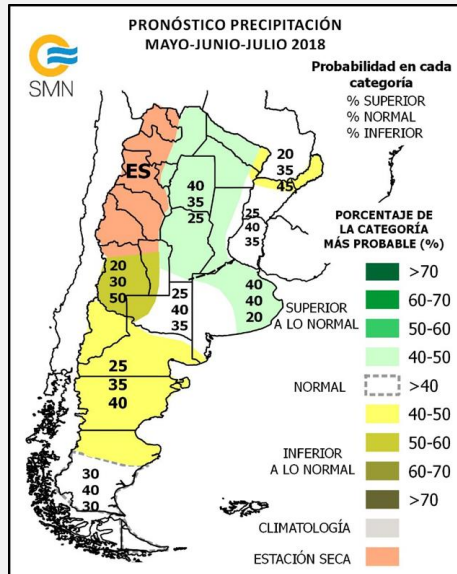 PRONÓSTICO PRECIPITACIÓN
MAYO-JUNIO-JULIO 2018
SMN
Probabilidad en cada
categoría
% SUPERIOR
% NORMAL
% INFERIOR
ES
20
35
45
40
35
25
25
40
35
20
30
50
25
40
35
40
40
20
25
35
40
30
40
30
PORCENTAJE DE
LA CATEGORÍA
MÁS PROBABLE (%)
>70
60-70
50-60
SUPERIOR
A LO NORMAL
40-50
NORMAL
>40
40-50
50-60
INFERIOR
A LO NORMAL
60-70
>70
CLIMATOLOGÍA
ESTACIÓN SECA